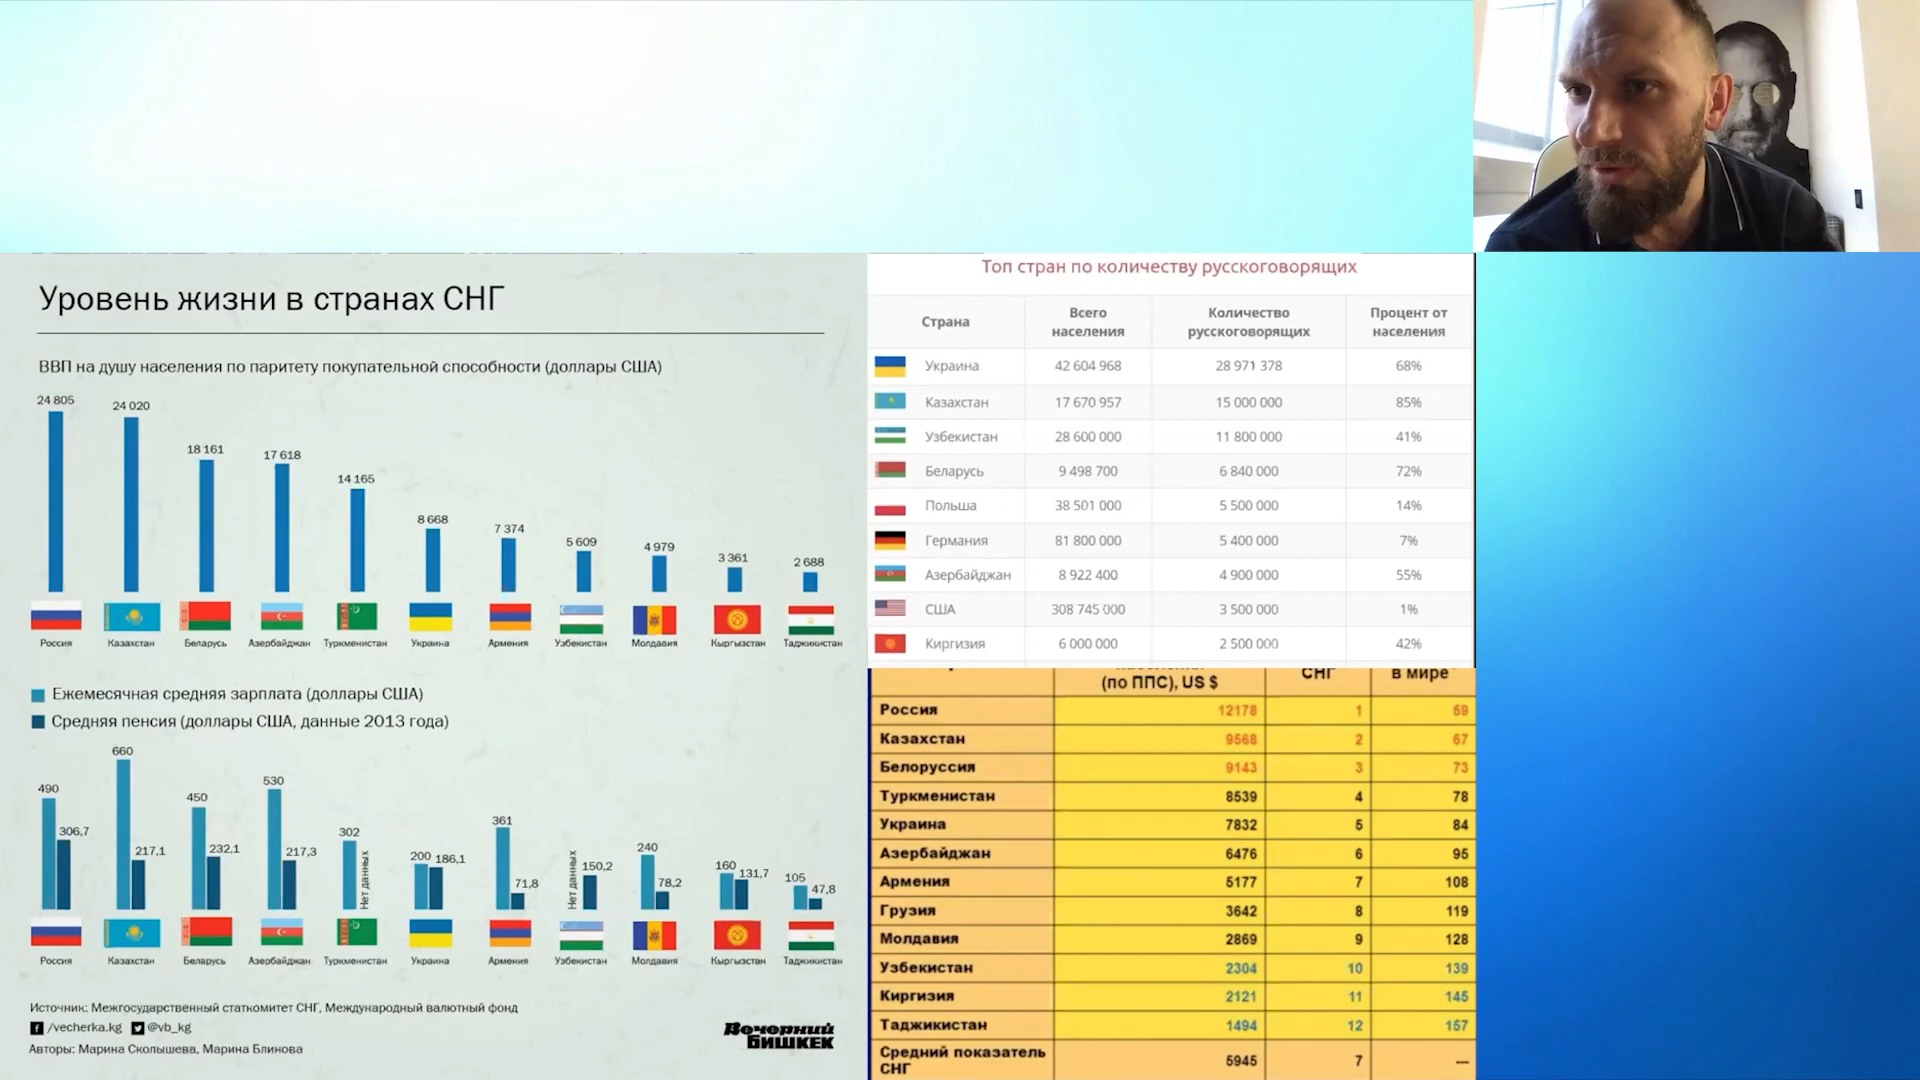 Уровень жизни в странах СНГ
ВВП на душу населения по паритету покупательной способности (доллары США)
24 805
24 020
18 161
17 618
14 165
8 668
7 374
5 609
4 979
3 361
2 688
Россия Казахстан Беларусь Азербайджан Туркменистан Украина Армения Узбекистан Молдавия Кыргызстан Таджикистан
Ежемесячная средняя зарплата (доллары США)
Средняя пенсия (доллары США, данные 2013 года)
490 306,7
660 217,1
450 232,1
530 217,3
302 Нет данных
200 186,1
361 71,8
Нет данных 150,2
240 78,2
160 131,7
105 47,8
Россия Казахстан Беларусь Азербайджан Туркменистан Украина Армения Узбекистан Молдавия Кыргызстан Таджикистан
Источник: Межгосударственный статкомитет СНГ, Международный валютный фонд
/vecherka.kg @vb_kg
Авторы: Марина Сколышева, Марина Блинова
Вечерний
БИШКЕК
Топ стран по количеству русскоговорящих
Страна Всего населения Количество русскоговорящих Процент от населения
Украина 42 604 968 28 971 378 68%
Казахстан 17 670 957 15 000 000 85%
Узбекистан 28 600 000 11 800 000 41%
Беларусь 9 498 700 6 840 000 72%
Польша 38 501 000 5 500 000 14%
Германия 81 800 000 5 400 000 7%
Азербайджан 8 922 400 4 900 000 55%
США 308 745 000 3 500 000 1%
Киргизия 6 000 000 2 500 000 42%
(по ППС), US $ СНГ в мире
Россия 12178 1 59
Казахстан 9568 2 67
Белоруссия 9143 3 73
Туркменистан 8539 4 78
Украина 7832 5 84
Азербайджан 6476 6 95
Армения 5177 7 108
Грузия 3642 8 119
Молдавия 2869 9 128
Узбекистан 2304 10 139
Киргизия 2121 11 145
Таджикистан 1494 12 157
Средний показатель
СНГ 5945 7 ---